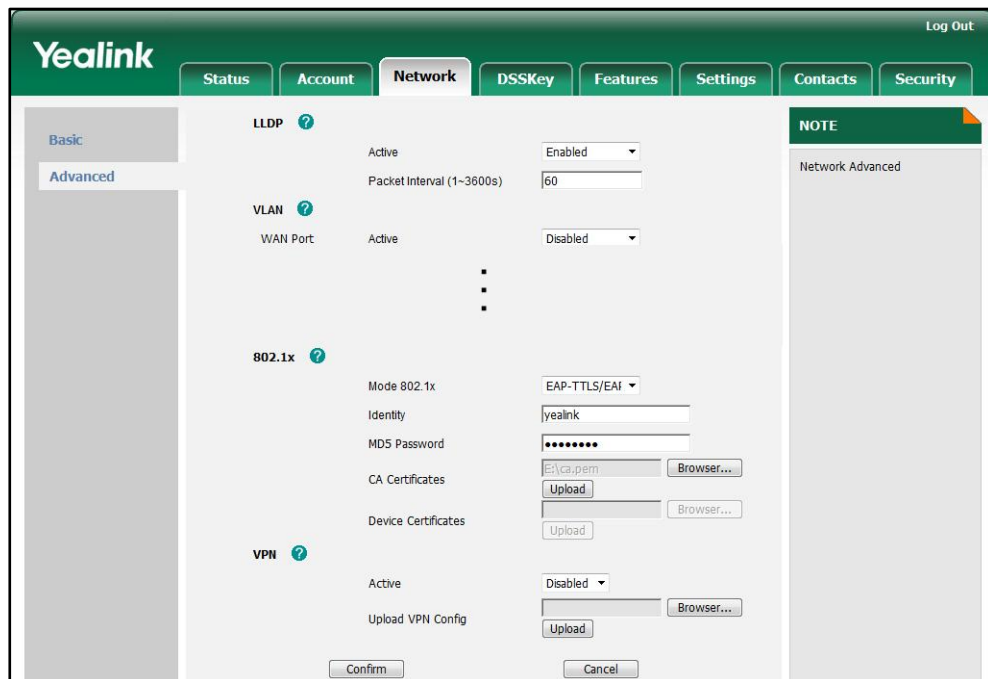 Log Out
Yealink
Status Account Network DSSKey Features Settings Contacts Security
Basic
Advanced
LLDP ?
Active Enabled
Packet Interval (1~3600s) 60
VLAN ?
WAN Port Active Disabled
802.1x ?
Mode 802.1x EAP-TTLS/EAF
Identity yealink
MD5 Password ••••••••
CA Certificates E:\ca.pem Browser...
Upload
Device Certificates Browser...
Upload
VPN ?
Active Disabled
Upload VPN Config Browser...
Upload
Confirm Cancel
NOTE
Network Advanced